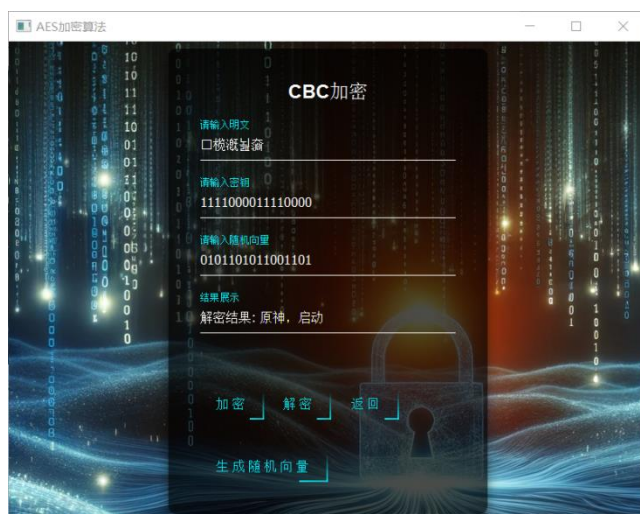 AES加密算法
CBC加密
请输入明文
请输入密钥
1111000011110000
请输入随机向量
0101101011001101
结果展示
解密结果: 原神，启动
加密
解密
返回
生成随机向量